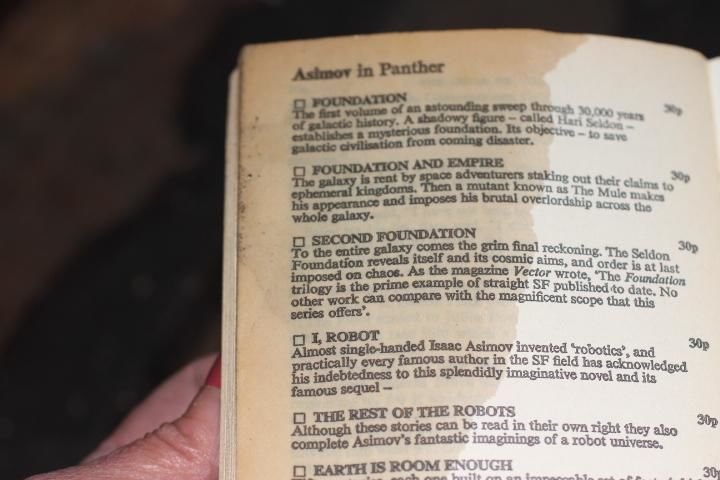 Asimov in Panther
☐ FOUNDATION 30p
The first volume of an astounding sweep through 30,000 years
of galactic history. A shadowy figure – called Hari Seldon –
establishes a mysterious foundation. Its objective – to save
galactic civilisation from coming disaster.
☐ FOUNDATION AND EMPIRE 30p
The galaxy is rent by space adventurers staking out their claims to
ephemeral kingdoms. Then a mutant known as The Mule makes
his appearance and imposes his brutal overlordship across the
whole galaxy.
☐ SECOND FOUNDATION 30p
To the entire galaxy comes the grim final reckoning. The Seldon
Foundation reveals itself and its cosmic aims, and order is at last
imposed on chaos. As the magazine Vector wrote, 'The Foundation
trilogy is the prime example of straight SF published to date. No
other work can compare with the magnificent scope that this
series offers'.
☐ I, ROBOT 30p
Almost single-handed Isaac Asimov invented 'robotics', and
practically every famous author in the SF field has acknowledged
his indebtedness to this splendidly imaginative novel and its
famous sequel –
☐ THE REST OF THE ROBOTS 30p
Although these stories can be read in their own right they also
complete Asimov's fantastic imaginings of a robot universe.
☐ EARTH IS ROOM ENOUGH 30p
each one built on an impeccable set of